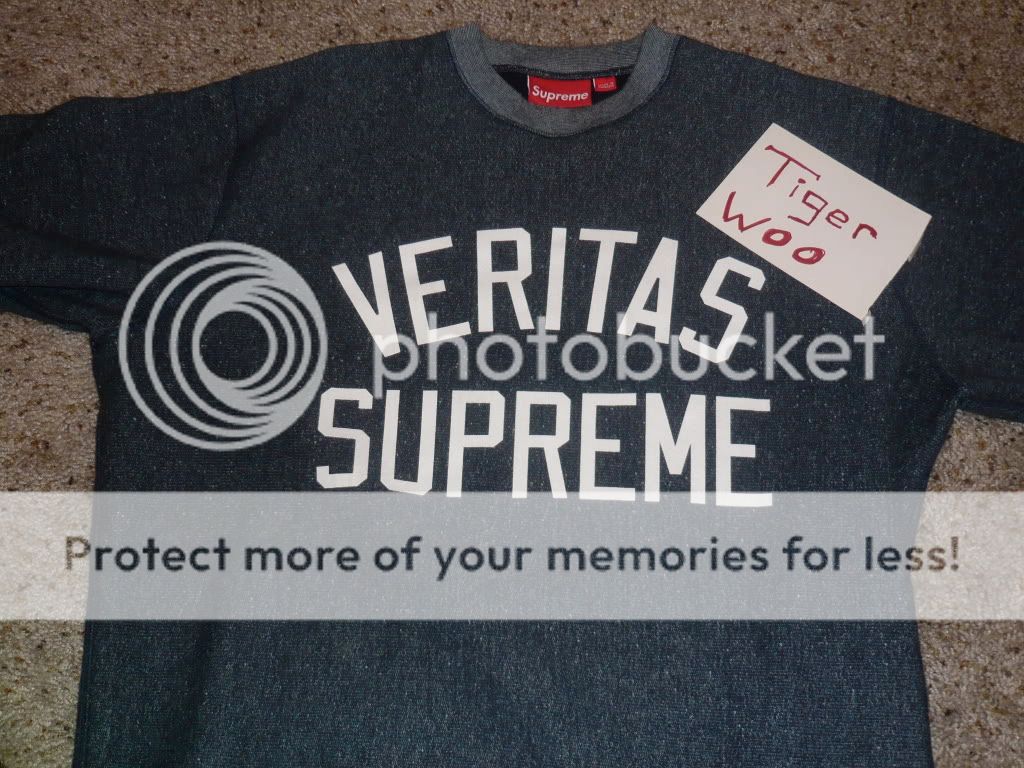 Supreme
Tiger
Woo
VERITAS
photobucket
SUPREME
Protect more of your memories for less!